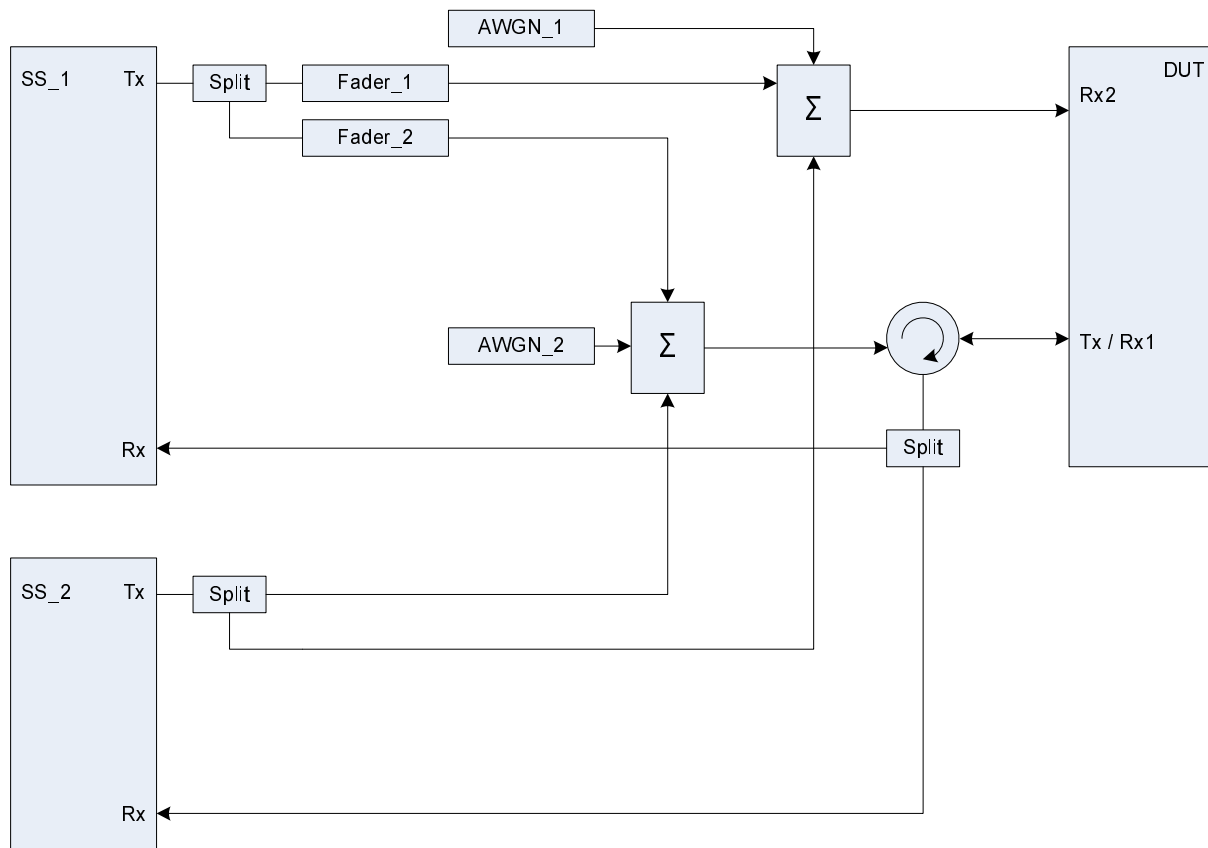 AWGN_1
SS_1 Tx
Split
Fader_1
Fader_2
Σ
DUT
Rx2
AWGN_2
Σ
Tx / Rx1
Rx
Split
SS_2 Tx
Split
Rx